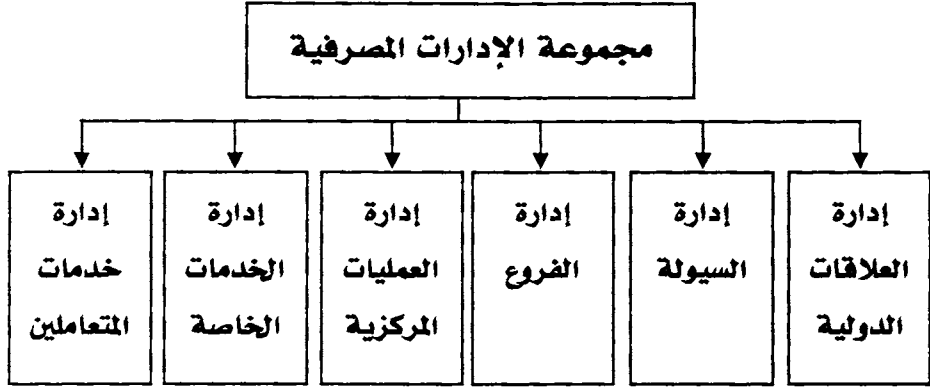 مجموعة الإدارات المصرفية
إدارة
العلاقات
الدولية
إدارة
السيولة
إدارة
الفروع
إدارة
العمليات
المركزية
إدارة
الخدمات
الخاصة
إدارة
خدمات
المتعاملين